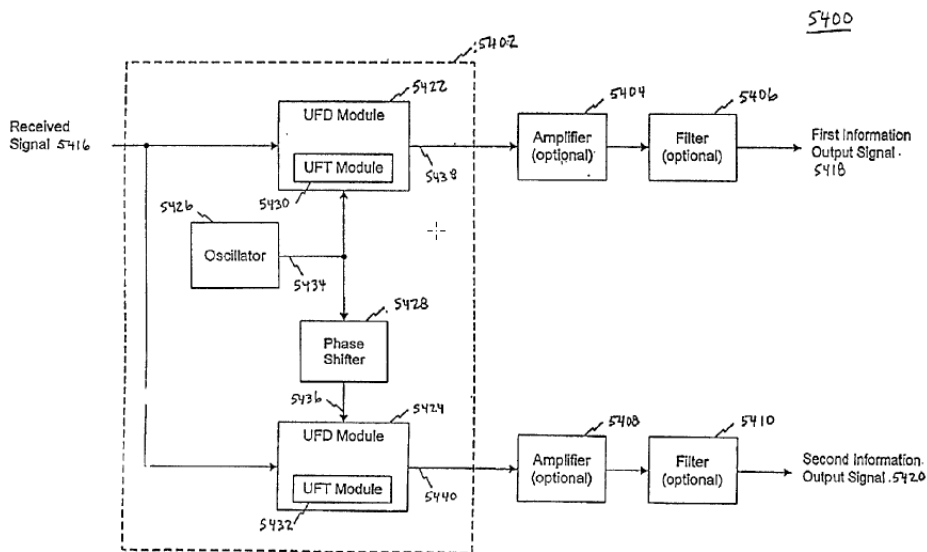 5400
5402
5422
UFD Module
UFT Module
5430
5438
5404
Amplifier
(optional)
5406
Filter
(optional)
Received
Signal 5416
First Information
Output Signal.
5418
5426
Oscillator
5434
5428
Phase
Shifter
5436
5424
UFD Module
UFT Module
5432
5440
5408
Amplifier
(optional)
5410
Filter
(optional)
Second Information
Output Signal.5420